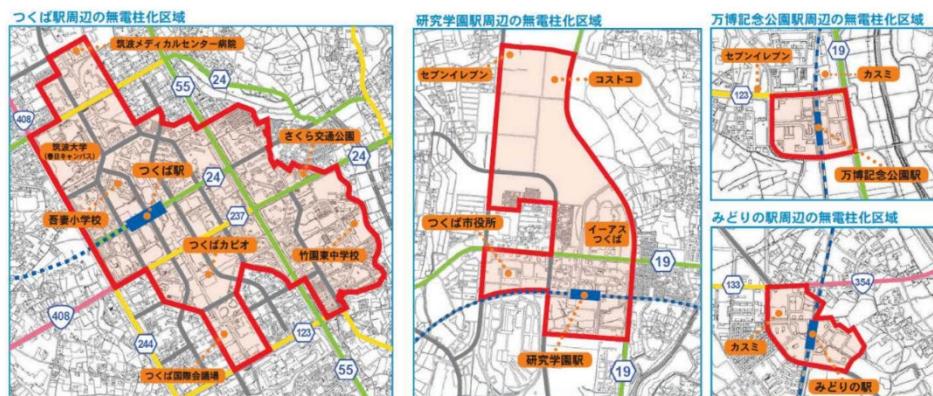 つくば駅周辺の無電柱化区域
筑波メディカルセンター病院
24
55
408
さくら交通公園
筑波大学
(春日キャンパス)
つくば駅
24
24
吾妻小学校
237
つくばカピオ
竹園東中学校
408
244
123
つくば国際会議場
55
研究学園駅周辺の無電柱化区域
セブンイレブン
コストコ
つくば市役所
イーアス
つくば
19
研究学園駅
19
万博記念公園駅周辺の無電柱化区域
19
セブンイレブン
カスミ
123
万博記念公園駅
みどりの駅周辺の無電柱化区域
133
354
カスミ
みどりの駅